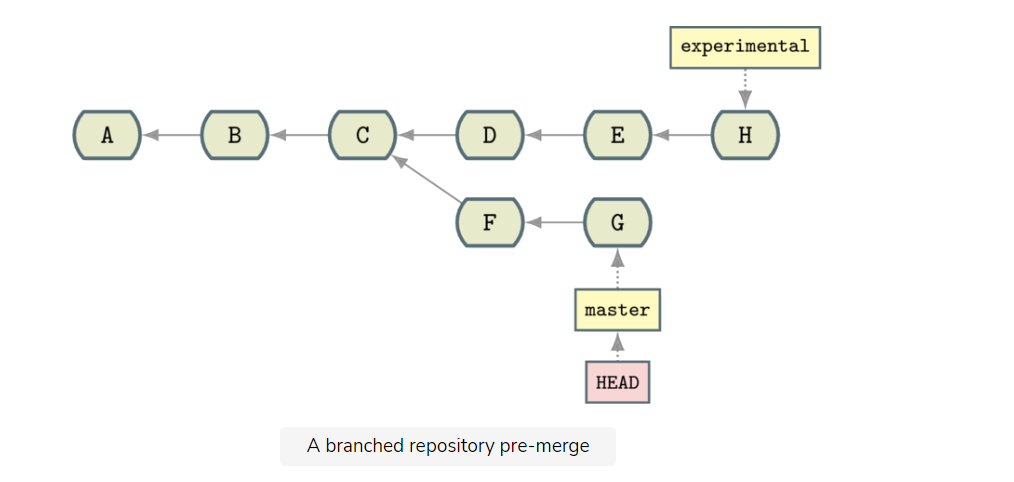 experimental
A B C D E H
F G
master
HEAD
A branched repository pre-merge